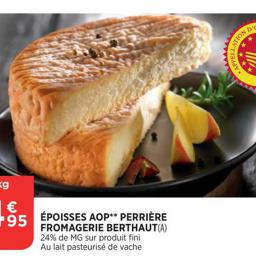 APPELLATION D'O
kg
€
95
ÉPOISSES AOP** PERRIÈRE
FROMAGERIE BERTHAUT(A)
24% de MG sur produit fini
Au lait pasteurisé de vache